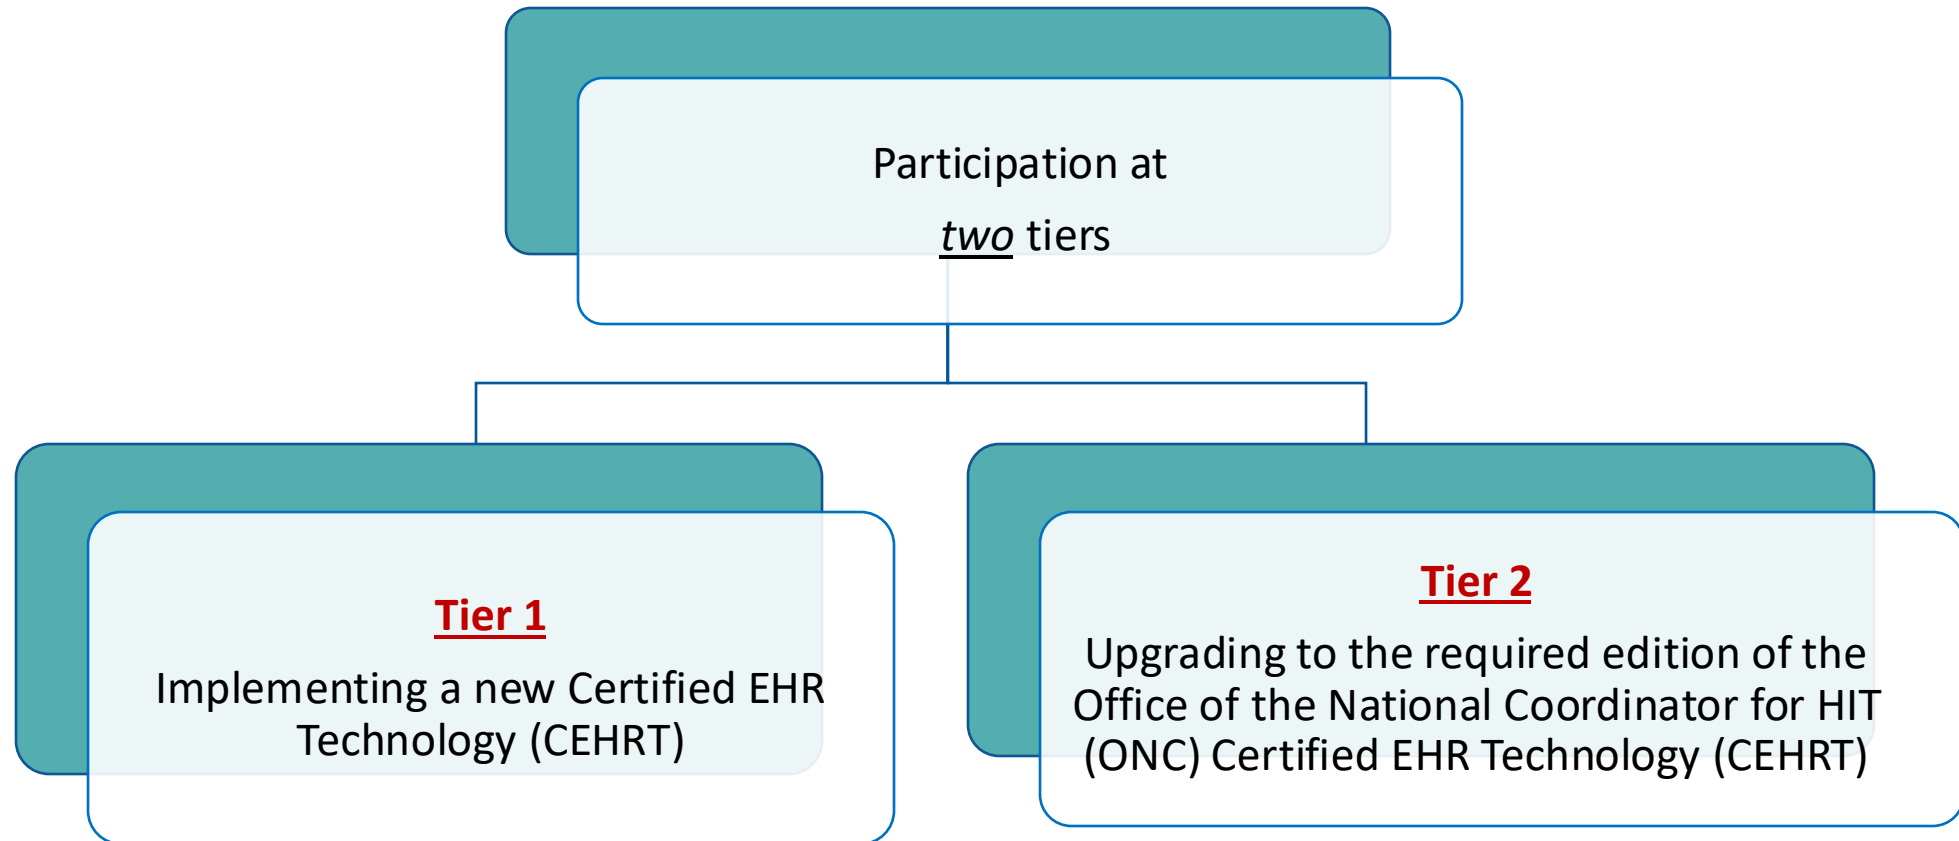 Participation at
two tiers
Tier 1
Implementing a new Certified EHR
Technology (CEHRT)
Tier 2
Upgrading to the required edition of the
Office of the National Coordinator for HIT
(ONC) Certified EHR Technology (CEHRT)